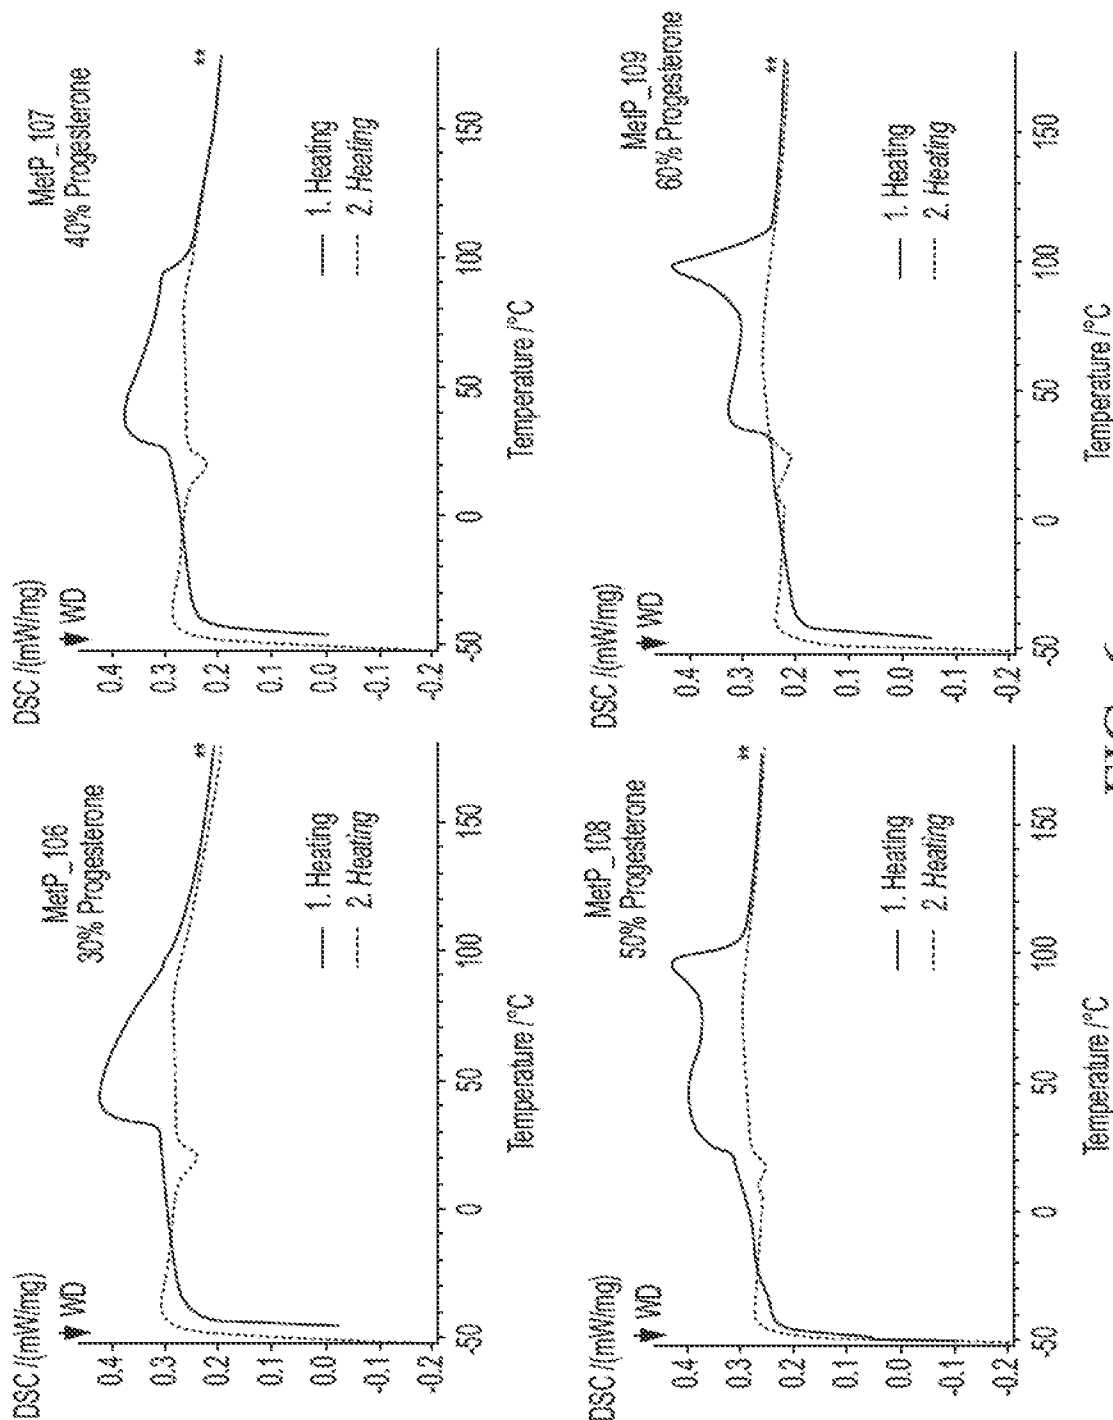 DSC /(mW/mg)
WD
MetP_106
30% Progesterone
0.4
0.3
0.2
0.1
0.0
-0.1
-0.2
**
1. Heating
2. Heating
-50 0 50 100 150
Temperature /°C
DSC /(mW/mg)
WD
MetP_107
40% Progesterone
0.4
0.3
0.2
0.1
0.0
-0.1
-0.2
**
1. Heating
2. Heating
-50 0 50 100 150
Temperature /°C
DSC /(mW/mg)
WD
MetP_108
50% Progesterone
0.4
0.3
0.2
0.1
0.0
-0.1
-0.2
**
1. Heating
2. Heating
-50 0 50 100 150
Temperature /°C
DSC /(mW/mg)
WD
MetP_109
60% Progesterone
0.4
0.3
0.2
0.1
0.0
-0.1
-0.2
**
1. Heating
2. Heating
-50 0 50 100 150
Temperature /°C